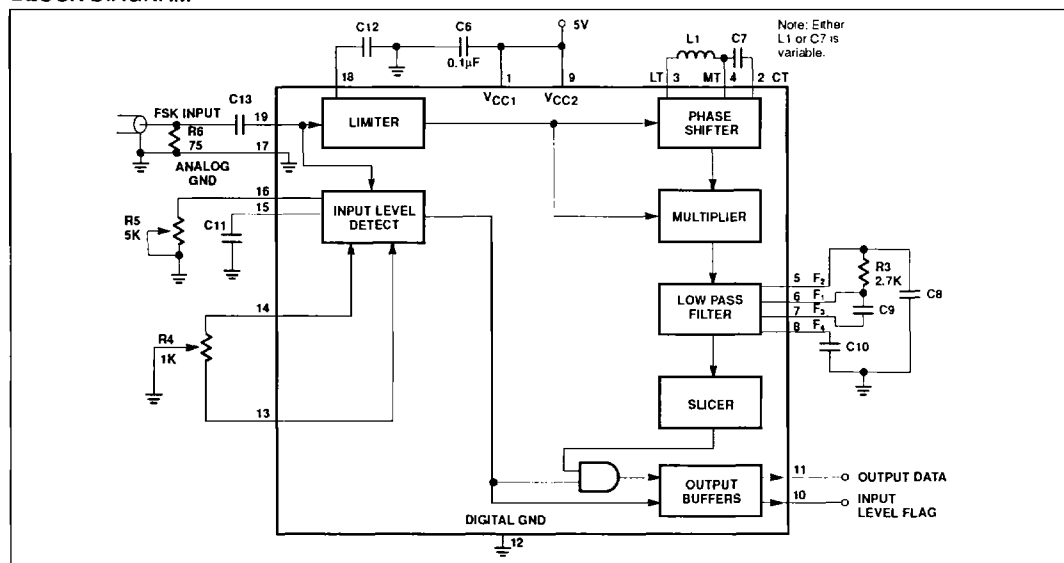 C12
C6
0.1µF
5V
L1
C7
Note: Either
L1 or C7 is
variable.
18
1
9
LT 3
MT 4
2 CT
VCC1
VCC2
FSK INPUT
C13
19
LIMITER
PHASE
SHIFTER
R6
75
17
ANALOG
GND
16
15
R5
5K
C11
INPUT LEVEL
DETECT
MULTIPLIER
14
R4
1K
13
LOW PASS
FILTER
5 F2
6 F1
7 F3
8 F4
R3
2.7K
C8
C9
C10
SLICER
OUTPUT
BUFFERS
11
OUTPUT DATA
10
INPUT
LEVEL FLAG
DIGITAL GND
12